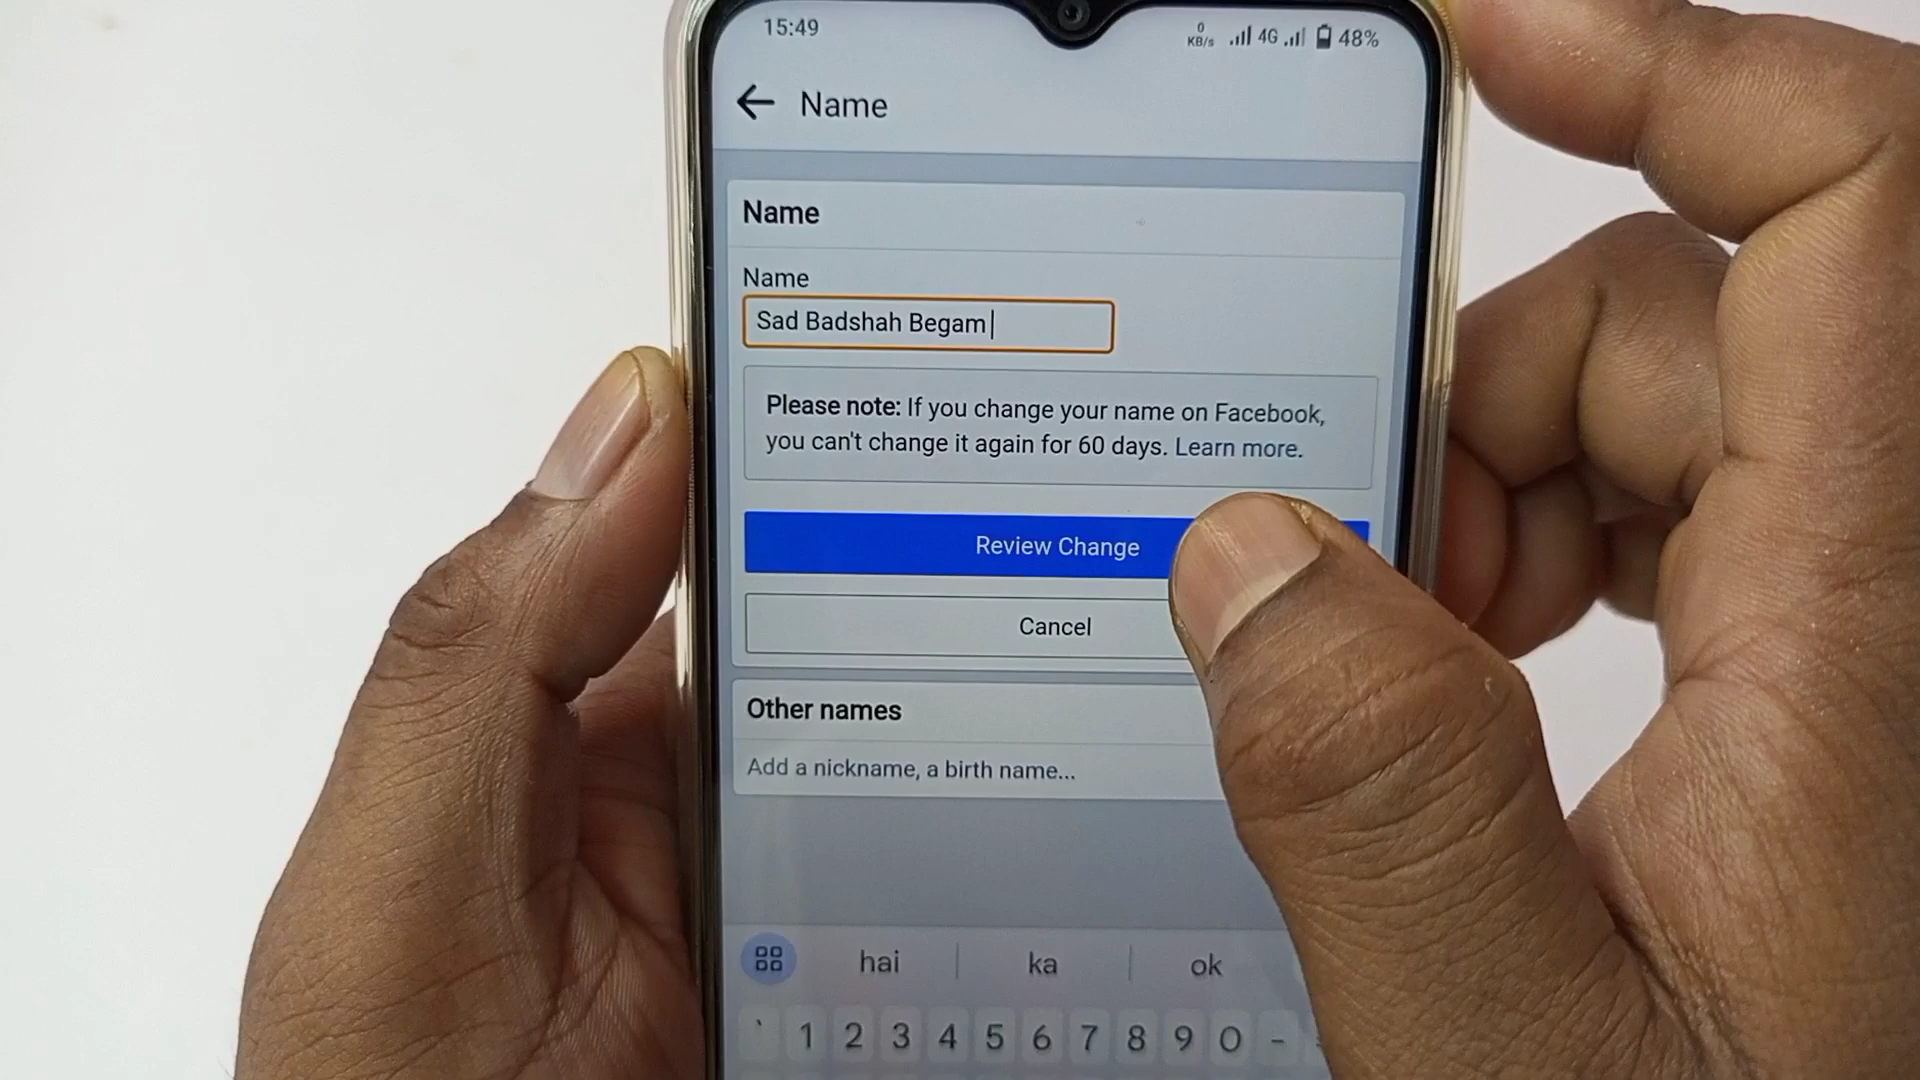 15:49
0 KB/s 4G 48%
Name
Name
Name
Sad Badshah Begam
Please note: If you change your name on Facebook,
you can't change it again for 60 days. Learn more.
Review Change
Cancel
Other names
Add a nickname, a birth name...
hai ka ok
` 1 2 3 4 5 6 7 8 9 0 -